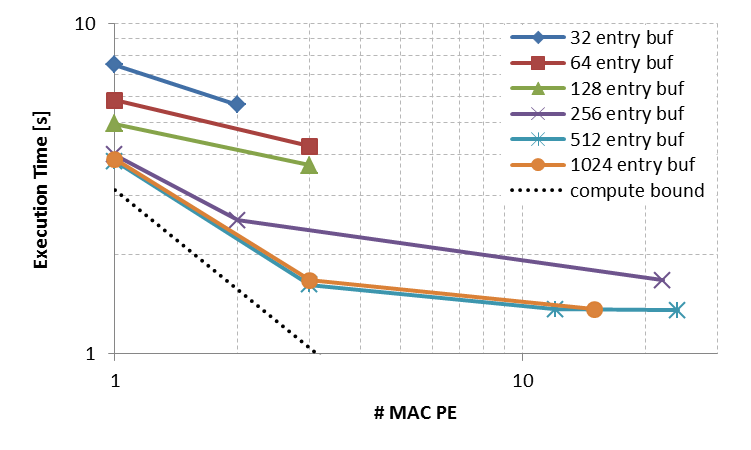 10
32 entry buf
64 entry buf
128 entry buf
256 entry buf
512 entry buf
1024 entry buf
compute bound
Execution Time [s]
1
1
10
# MAC PE